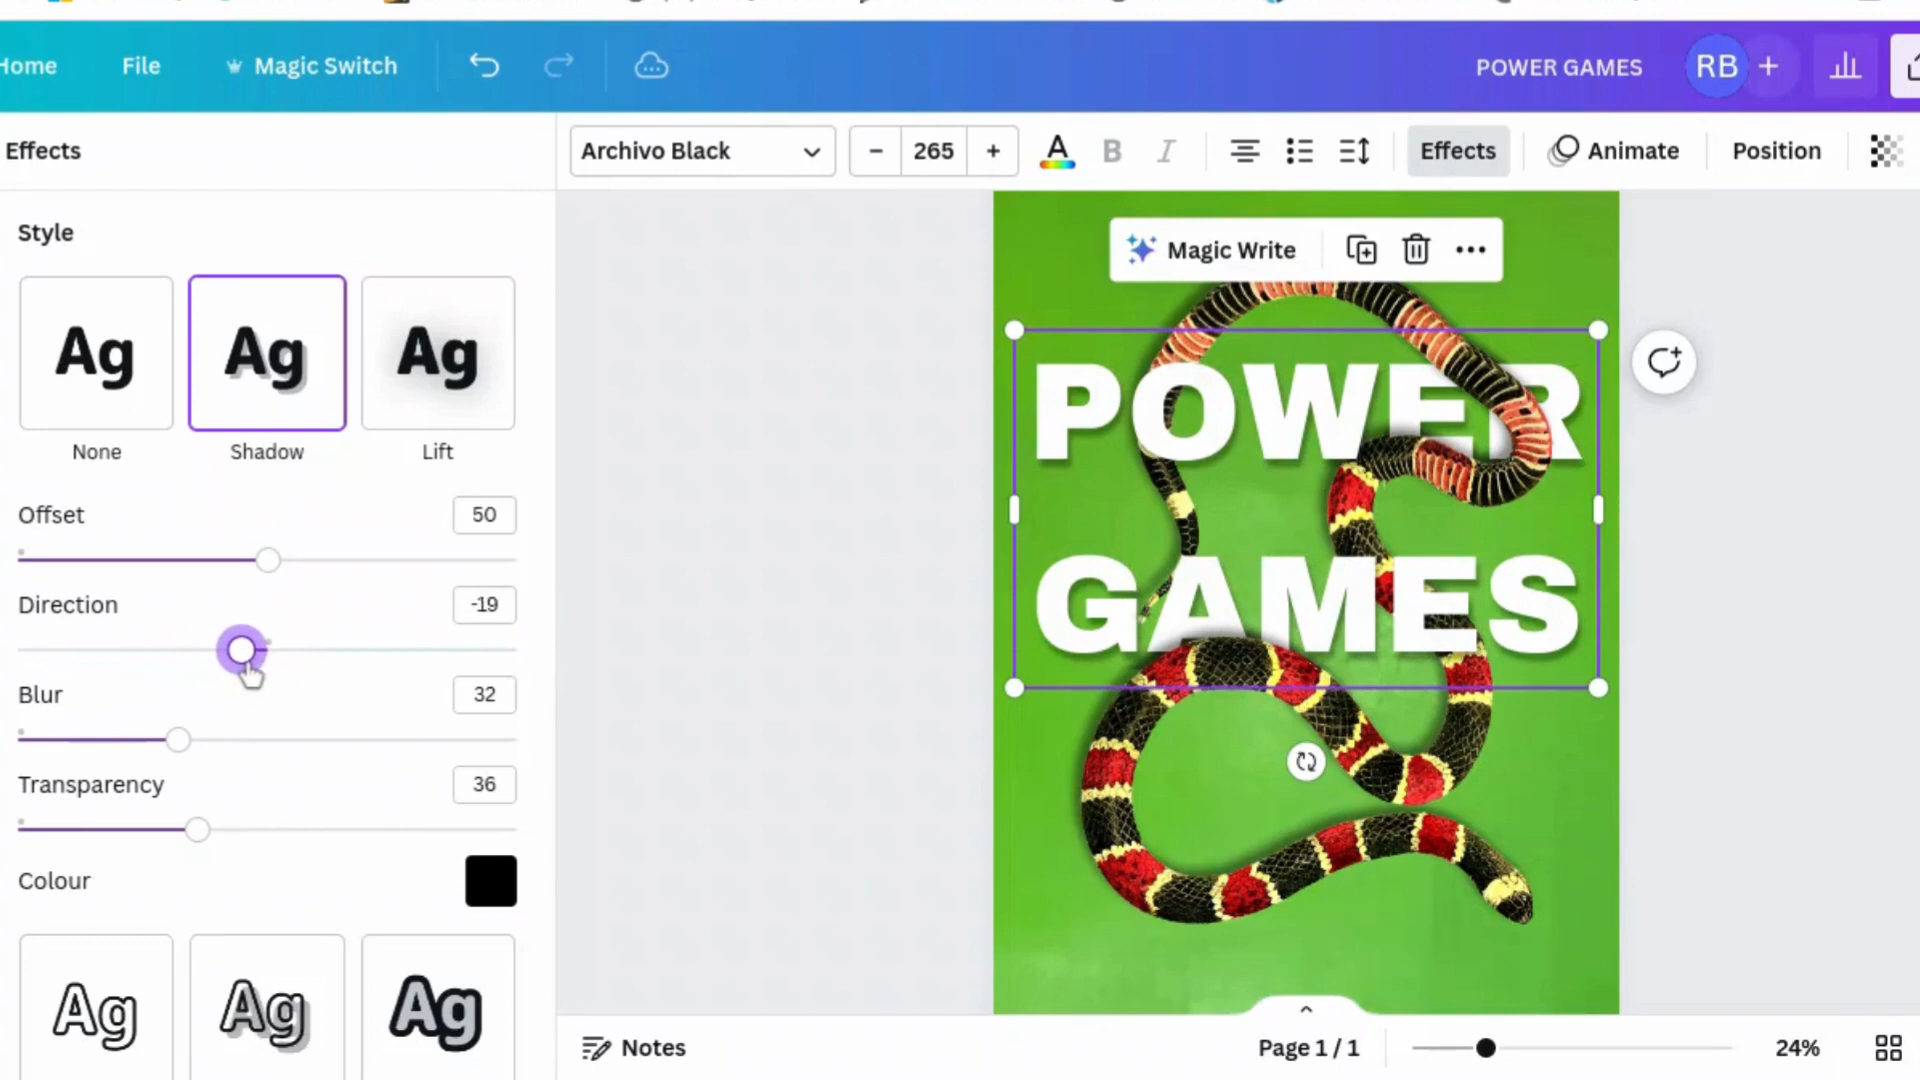 Home File Magic Switch POWER GAMES RB +
Effects Archivo Black − 265 + A B I Effects Animate Position
Style
Magic Write
Ag Ag Ag
None Shadow Lift
Offset 50
Direction -19
Blur 32
Transparency 36
Colour
Ag Ag Ag
POWER
GAMES
Notes Page 1 / 1 24%